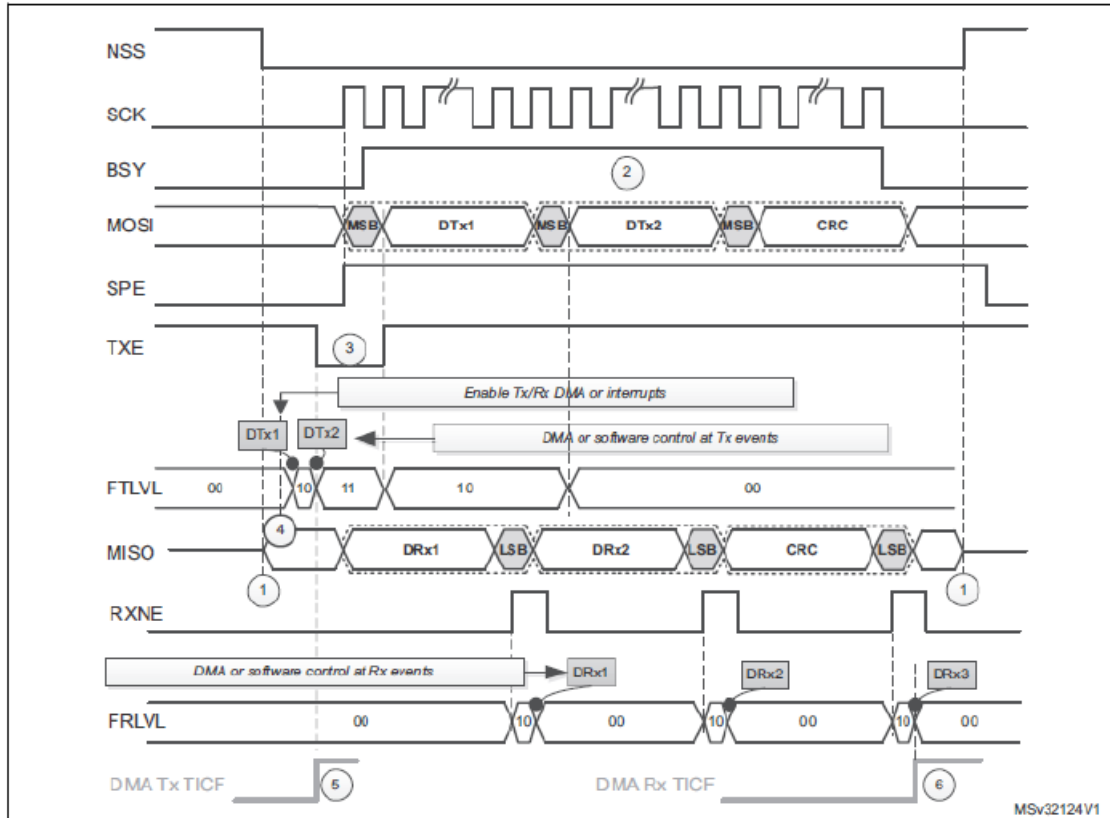 NSS
SCK
BSY
2
MOSI MSB DTx1 MSB DTx2 MSB CRC
SPE
TXE
3
Enable Tx/Rx DMA or interrupts
DTx1 DTx2 DMA or software control at Tx events
FTLVL 00 10 11 10 00
4
MISO DRx1 LSB DRx2 LSB CRC LSB
1 1
RXNE
DMA or software control at Rx events DRx1 DRx2 DRx3
FRLVL 00 10 00 10 00 10 00
DMA Tx TICF 5 DMA Rx TICF 6
MSv32124V1